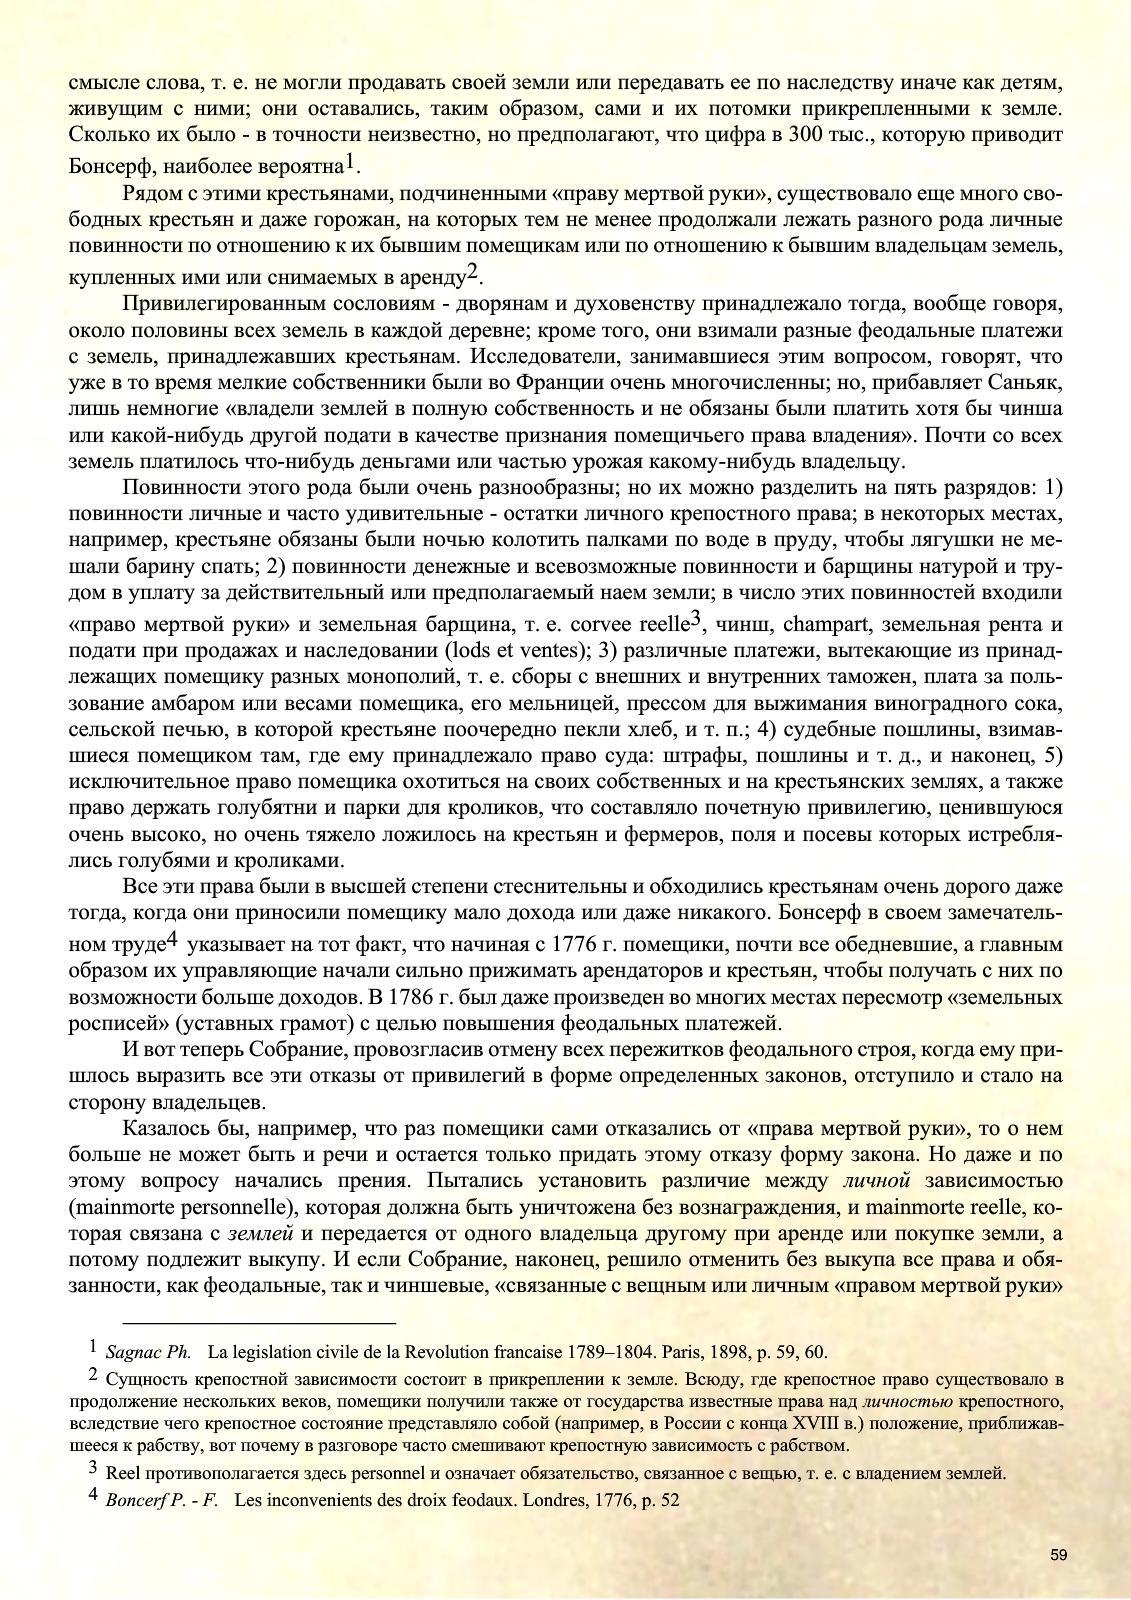 смысле слова, т. е. не могли продавать своей земли или передавать ее по наследству иначе как детям,
живущим с ними; они оставались, таким образом, сами и их потомки прикрепленными к земле.
Сколько их было - в точности неизвестно, но предполагают, что цифра в 300 тыс., которую приводит
Бонсерф, наиболее вероятна1.
Рядом с этими крестьянами, подчиненными «праву мертвой руки», существовало еще много сво-
бодных крестьян и даже горожан, на которых тем не менее продолжали лежать разного рода личные
повинности по отношению к их бывшим помещикам или по отношению к бывшим владельцам земель,
купленных ими или снимаемых в аренду2.
Привилегированным сословиям - дворянам и духовенству принадлежало тогда, вообще говоря,
около половины всех земель в каждой деревне; кроме того, они взимали разные феодальные платежи
с земель, принадлежавших крестьянам. Исследователи, занимавшиеся этим вопросом, говорят, что
уже в то время мелкие собственники были во Франции очень многочисленны; но, прибавляет Саньяк,
лишь немногие «владели землей в полную собственность и не обязаны были платить хотя бы чинша
или какой-нибудь другой подати в качестве признания помещичьего права владения». Почти со всех
земель платилось что-нибудь деньгами или частью урожая какому-нибудь владельцу.
Повинности этого рода были очень разнообразны; но их можно разделить на пять разрядов: 1)
повинности личные и часто удивительные - остатки личного крепостного права; в некоторых местах,
например, крестьяне обязаны были ночью колотить палками по воде в пруду, чтобы лягушки не ме-
шали барину спать; 2) повинности денежные и всевозможные повинности и барщины натурой и тру-
дом в уплату за действительный или предполагаемый наем земли; в число этих повинностей входили
«право мертвой руки» и земельная барщина, т. е. corvee reelle3, чинш, champart, земельная рента и
подати при продажах и наследовании (lods et ventes); 3) различные платежи, вытекающие из принад-
лежащих помещику разных монополий, т. е. сборы с внешних и внутренних таможен, плата за поль-
зование амбаром или весами помещика, его мельницей, прессом для выжимания виноградного сока,
сельской печью, в которой крестьяне поочередно пекли хлеб, и т. п.; 4) судебные пошлины, взимав-
шиеся помещиком там, где ему принадлежало право суда: штрафы, пошлины и т. д., и наконец, 5)
исключительное право помещика охотиться на своих собственных и на крестьянских землях, а также
право держать голубятни и парки для кроликов, что составляло почетную привилегию, ценившуюся
очень высоко, но очень тяжело ложилось на крестьян и фермеров, поля и посевы которых истребля-
лись голубями и кроликами.
Все эти права были в высшей степени стеснительны и обходились крестьянам очень дорого даже
тогда, когда они приносили помещику мало дохода или даже никакого. Бонсерф в своем замечатель-
ном труде4 указывает на тот факт, что начиная с 1776 г. помещики, почти все обедневшие, а главным
образом их управляющие начали сильно прижимать арендаторов и крестьян, чтобы получать с них по
возможности больше доходов. В 1786 г. был даже произведен во многих местах пересмотр «земельных
росписей» (уставных грамот) с целью повышения феодальных платежей.
И вот теперь Собрание, провозгласив отмену всех пережитков феодального строя, когда ему при-
шлось выразить все эти отказы от привилегий в форме определенных законов, отступило и стало на
сторону владельцев.
Казалось бы, например, что раз помещики сами отказались от «права мертвой руки», то о нем
больше не может быть и речи и остается только придать этому отказу форму закона. Но даже и по
этому вопросу начались прения. Пытались установить различие между личной зависимостью
(mainmorte personnelle), которая должна быть уничтожена без вознаграждения, и mainmorte reelle, ко-
торая связана с землей и передается от одного владельца другому при аренде или покупке земли, а
потому подлежит выкупу. И если Собрание, наконец, решило отменить без выкупа все права и обя-
занности, как феодальные, так и чиншевые, «связанные с вещным или личным «правом мертвой руки»
1 Sagnac Ph. La legislation civile de la Revolution francaise 1789–1804. Paris, 1898, p. 59, 60.
2 Сущность крепостной зависимости состоит в прикреплении к земле. Всюду, где крепостное право существовало в
продолжение нескольких веков, помещики получили также от государства известные права над личностью крепостного,
вследствие чего крепостное состояние представляло собой (например, в России с конца XVIII в.) положение, приближав-
шееся к рабству, вот почему в разговоре часто смешивают крепостную зависимость с рабством.
3 Reel противополагается здесь personnel и означает обязательство, связанное с вещью, т. е. с владением землей.
4 Boncerf P. - F. Les inconvenients des droix feodaux. Londres, 1776, p. 52
59